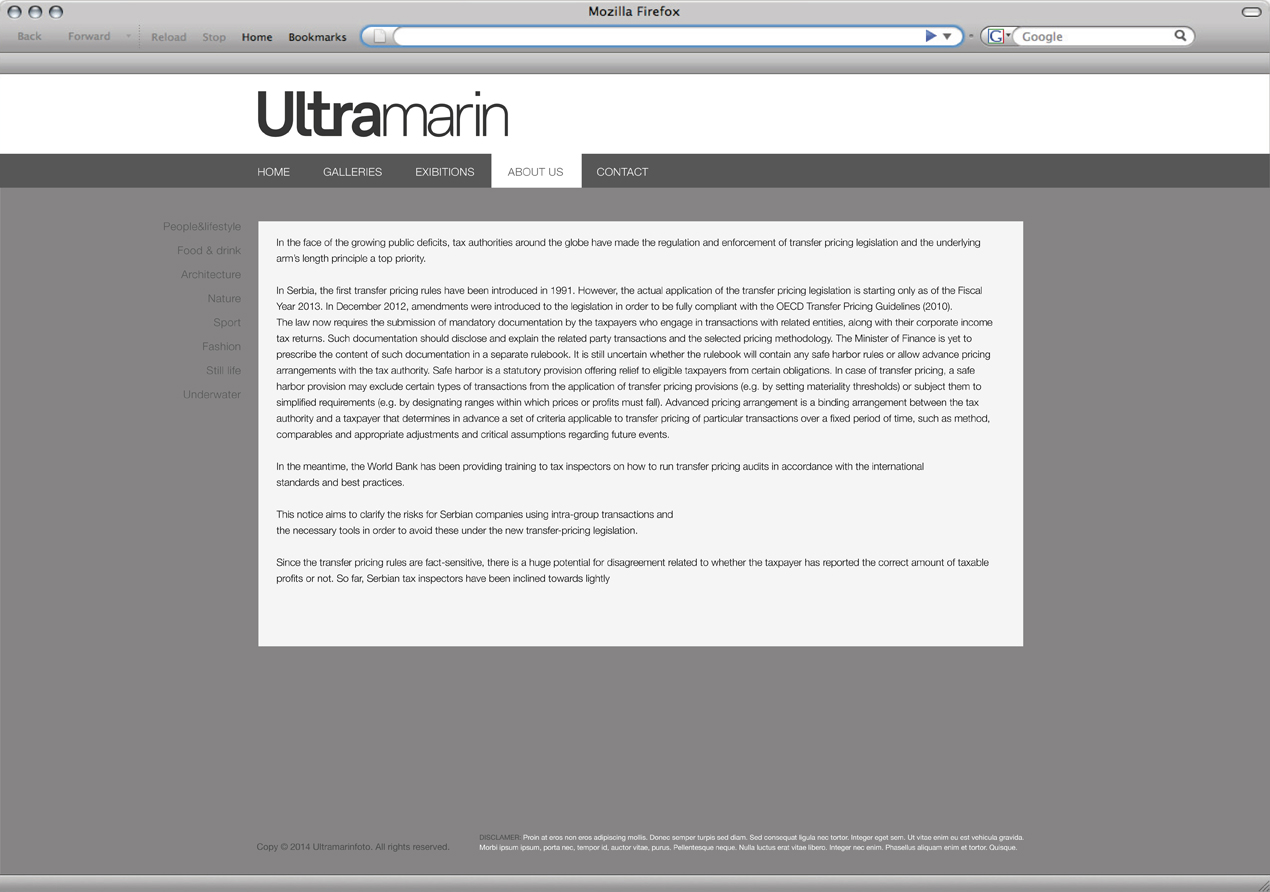 Mozilla Firefox
Back Forward Reload Stop Home Bookmarks G Google
Ultramarin
HOME GALLERIES EXIBITIONS ABOUT US CONTACT
People&lifestyle
Food & drink
Architecture
Nature
Sport
Fashion
Still life
Underwater
In the face of the growing public deficits, tax authorities around the globe have made the regulation and enforcement of transfer pricing legislation and the underlying
arm's length principle a top priority.
In Serbia, the first transfer pricing rules have been introduced in 1991. However, the actual application of the transfer pricing legislation is starting only as of the Fiscal
Year 2013. In December 2012, amendments were introduced to the legislation in order to be fully compliant with the OECD Transfer Pricing Guidelines (2010).
The law now requires the submission of mandatory documentation by the taxpayers who engage in transactions with related entities, along with their corporate income
tax returns. Such documentation should disclose and explain the related party transactions and the selected pricing methodology. The Minister of Finance is yet to
prescribe the content of such documentation in a separate rulebook. It is still uncertain whether the rulebook will contain any safe harbor rules or allow advance pricing
arrangements with the tax authority. Safe harbor is a statutory provision offering relief to eligible taxpayers from certain obligations. In case of transfer pricing, a safe
harbor provision may exclude certain types of transactions from the application of transfer pricing provisions (e.g. by setting materiality thresholds) or subject them to
simplified requirements (e.g. by designating ranges within which prices or profits must fall). Advanced pricing arrangement is a binding arrangement between the tax
authority and a taxpayer that determines in advance a set of criteria applicable to transfer pricing of particular transactions over a fixed period of time, such as method,
comparables and appropriate adjustments and critical assumptions regarding future events.
In the meantime, the World Bank has been providing training to tax inspectors on how to run transfer pricing audits in accordance with the international
standards and best practices.
This notice aims to clarify the risks for Serbian companies using intra-group transactions and
the necessary tools in order to avoid these under the new transfer-pricing legislation.
Since the transfer pricing rules are fact-sensitive, there is a huge potential for disagreement related to whether the taxpayer has reported the correct amount of taxable
profits or not. So far, Serbian tax inspectors have been inclined towards lightly
Copy © 2014 Ultramarinfoto. All rights reserved.
DISCLAMER: Proin at eros non eros adipiscing mollis. Donec semper turpis sed diam. Sed consequat ligula nec tortor. Integer eget sem. Ut vitae enim eu est vehicula gravida.
Morbi ipsum ipsum, porta nec, tempor id, auctor vitae, purus. Pellentesque neque. Nulla luctus erat vitae libero. Integer nec enim. Phasellus aliquam enim et tortor. Quisque.